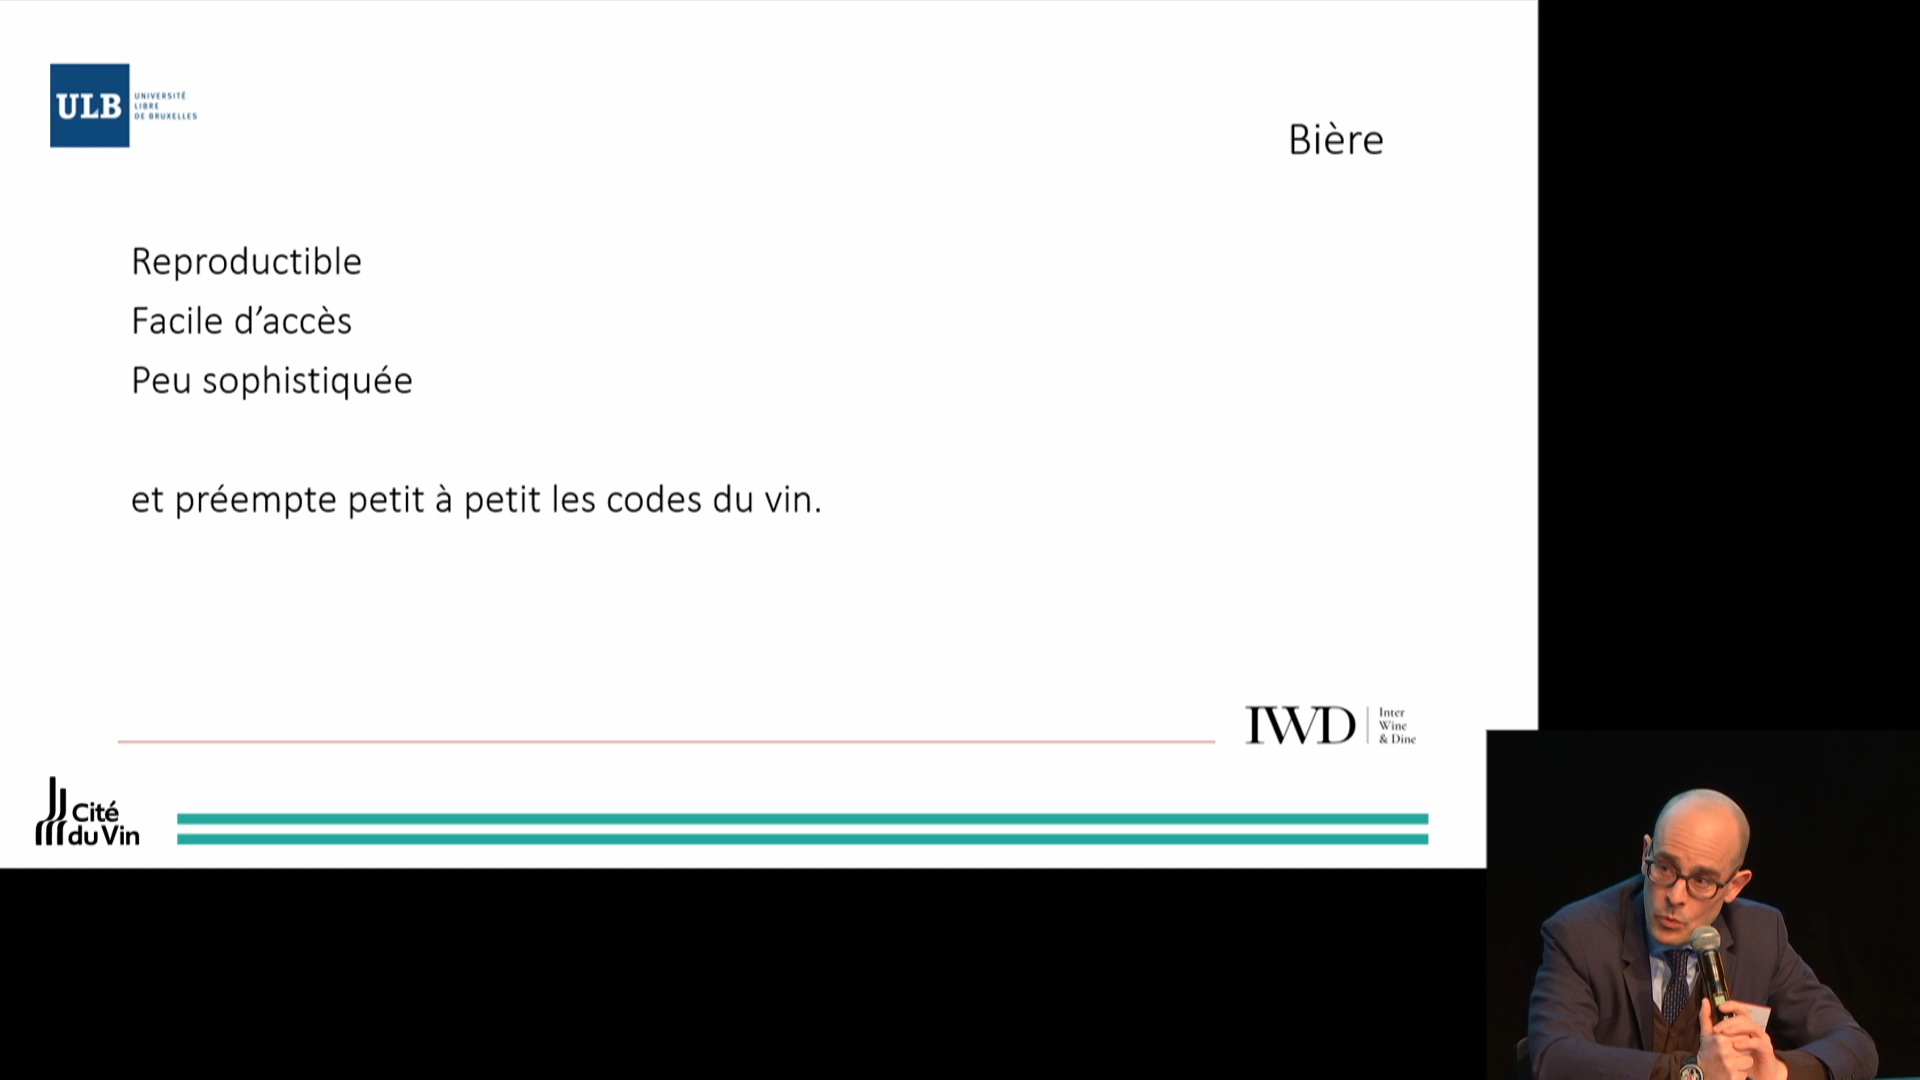 ULB
UNIVERSITÉ
LIBRE
DE BRUXELLES
Bière
Reproductible
Facile d’accès
Peu sophistiquée
et préempte petit à petit les codes du vin.
IWD
Inter
Wine
& Dine
Cité
du Vin